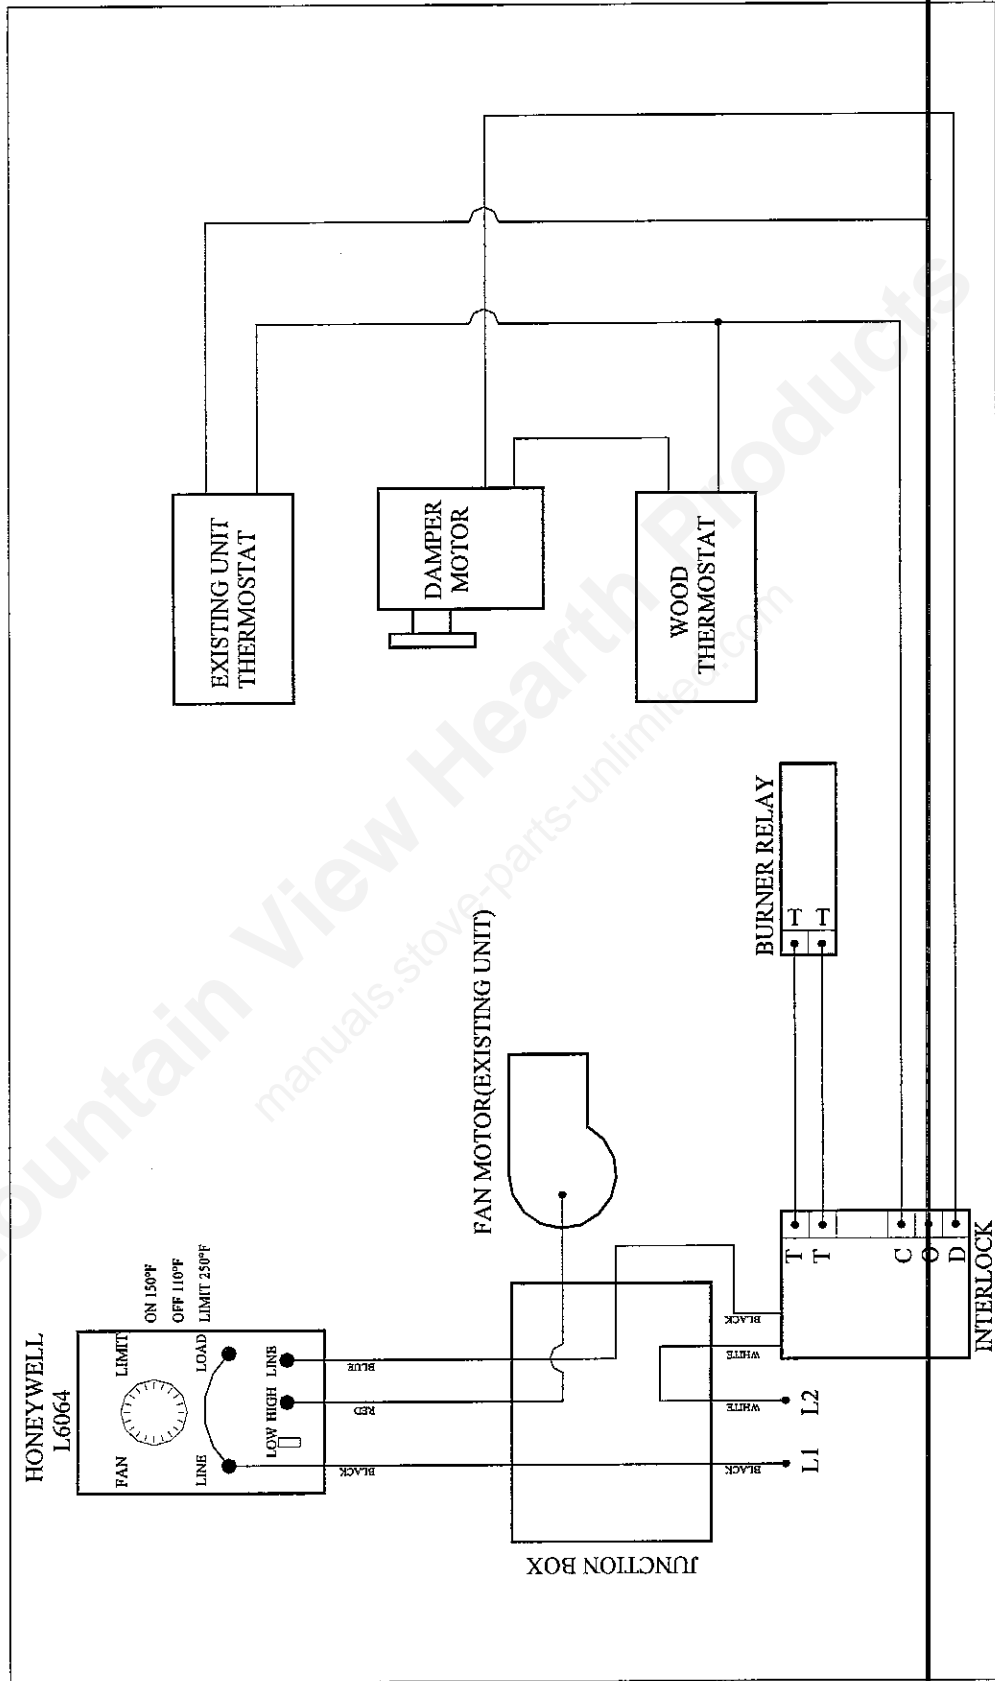 HONEYWELL
L6064
FAN
LIMIT
ON 150°F
OFF 110°F
LIMIT 250°F
LINE
LOAD
LOW HIGH LINE
BLACK
RED
BLUE
JUNCTION BOX
BLACK
WHITE
WHITE
BLACK
L1
L2
FAN MOTOR(EXISTING UNIT)
INTERLOCK
T
T
C
O
D
BURNER RELAY
T
T
EXISTING UNIT
THERMOSTAT
DAMPER
MOTOR
WOOD
THERMOSTAT
ountain View Hearth Products
manuals.stove-parts-unlimited.com